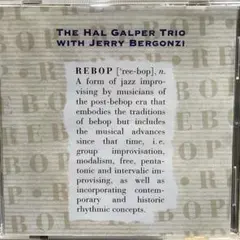 THE HAL GALPER TRIO
WITH JERRY BERGONZI
REBOP ['ree-bop], n.
A form of jazz impro-
vising by musicians of
the post-bebop era that
embodies the traditions
of bebop but includes
the musical advances
since that time, i.e.
group improvisation,
modalism, free, penta-
tonic and intervalic im-
provising, as well as
incorporating contem-
porary and historic
rhythmic concepts.